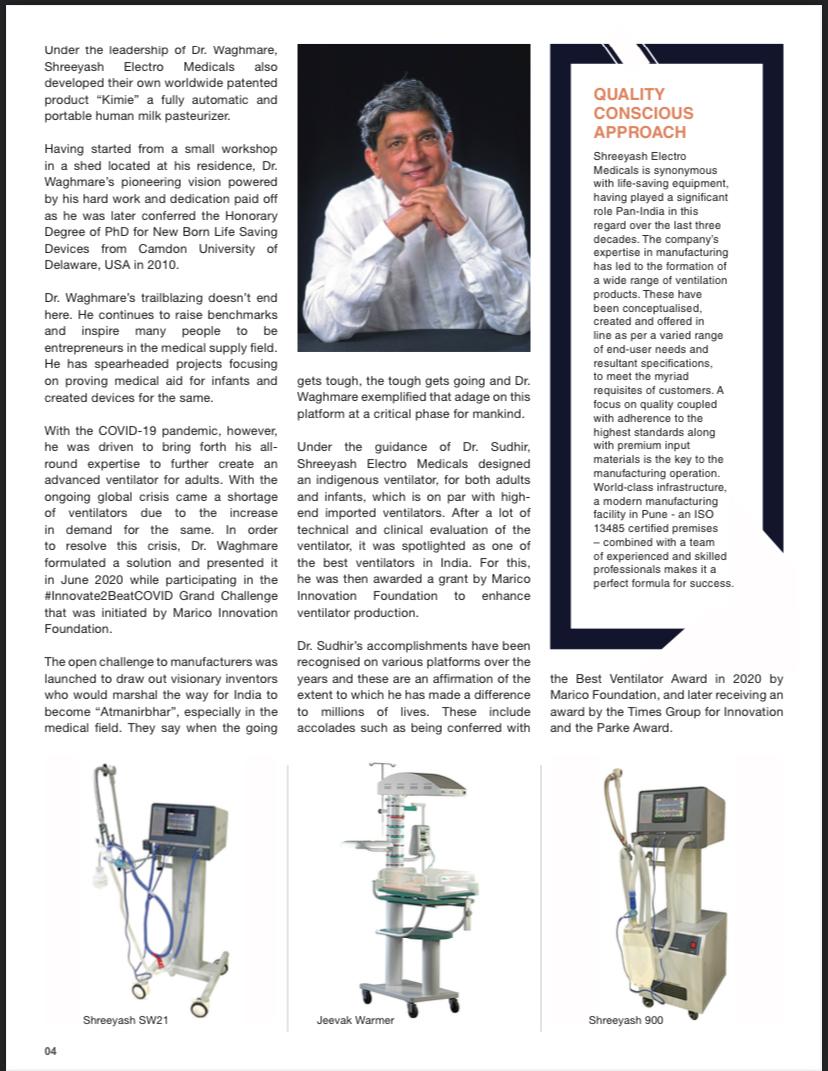 Under the leadership of Dr. Waghmare,
Shreeyash Electro Medicals also
developed their own worldwide patented
product “Kimie” a fully automatic and
portable human milk pasteurizer.
Having started from a small workshop
in a shed located at his residence, Dr.
Waghmare’s pioneering vision powered
by his hard work and dedication paid off
as he was later conferred the Honorary
Degree of PhD for New Born Life Saving
Devices from Camdon University of
Delaware, USA in 2010.
Dr. Waghmare’s trailblazing doesn’t end
here. He continues to raise benchmarks
and inspire many people to be
entrepreneurs in the medical supply field.
He has spearheaded projects focusing
on proving medical aid for infants and
created devices for the same.
With the COVID-19 pandemic, however,
he was driven to bring forth his all-
round expertise to further create an
advanced ventilator for adults. With the
ongoing global crisis came a shortage
of ventilators due to the increase
in demand for the same. In order
to resolve this crisis, Dr. Waghmare
formulated a solution and presented it
in June 2020 while participating in the
#Innovate2BeatCOVID Grand Challenge
that was initiated by Marico Innovation
Foundation.
The open challenge to manufacturers was
launched to draw out visionary inventors
who would marshal the way for India to
become “Atmanirbhar”, especially in the
medical field. They say when the going
gets tough, the tough gets going and Dr.
Waghmare exemplified that adage on this
platform at a critical phase for mankind.
Under the guidance of Dr. Sudhir,
Shreeyash Electro Medicals designed
an indigenous ventilator, for both adults
and infants, which is on par with high-
end imported ventilators. After a lot of
technical and clinical evaluation of the
ventilator, it was spotlighted as one of
the best ventilators in India. For this,
he was then awarded a grant by Marico
Innovation Foundation to enhance
ventilator production.
Dr. Sudhir’s accomplishments have been
recognised on various platforms over the
years and these are an affirmation of the
extent to which he has made a difference
to millions of lives. These include
accolades such as being conferred with
QUALITY
CONSCIOUS
APPROACH
Shreeyash Electro
Medicals is synonymous
with life-saving equipment,
having played a significant
role Pan-India in this
regard over the last three
decades. The company’s
expertise in manufacturing
has led to the formation of
a wide range of ventilation
products. These have
been conceptualised,
created and offered in
line as per a varied range
of end-user needs and
resultant specifications,
to meet the myriad
requisites of customers. A
focus on quality coupled
with adherence to the
highest standards along
with premium input
materials is the key to the
manufacturing operation.
World-class infrastructure,
a modern manufacturing
facility in Pune - an ISO
13485 certified premises
– combined with a team
of experienced and skilled
professionals makes it a
perfect formula for success.
the Best Ventilator Award in 2020 by
Marico Foundation, and later receiving an
award by the Times Group for Innovation
and the Parke Award.
Shreeyash SW21
Jeevak Warmer
Shreeyash 900
04